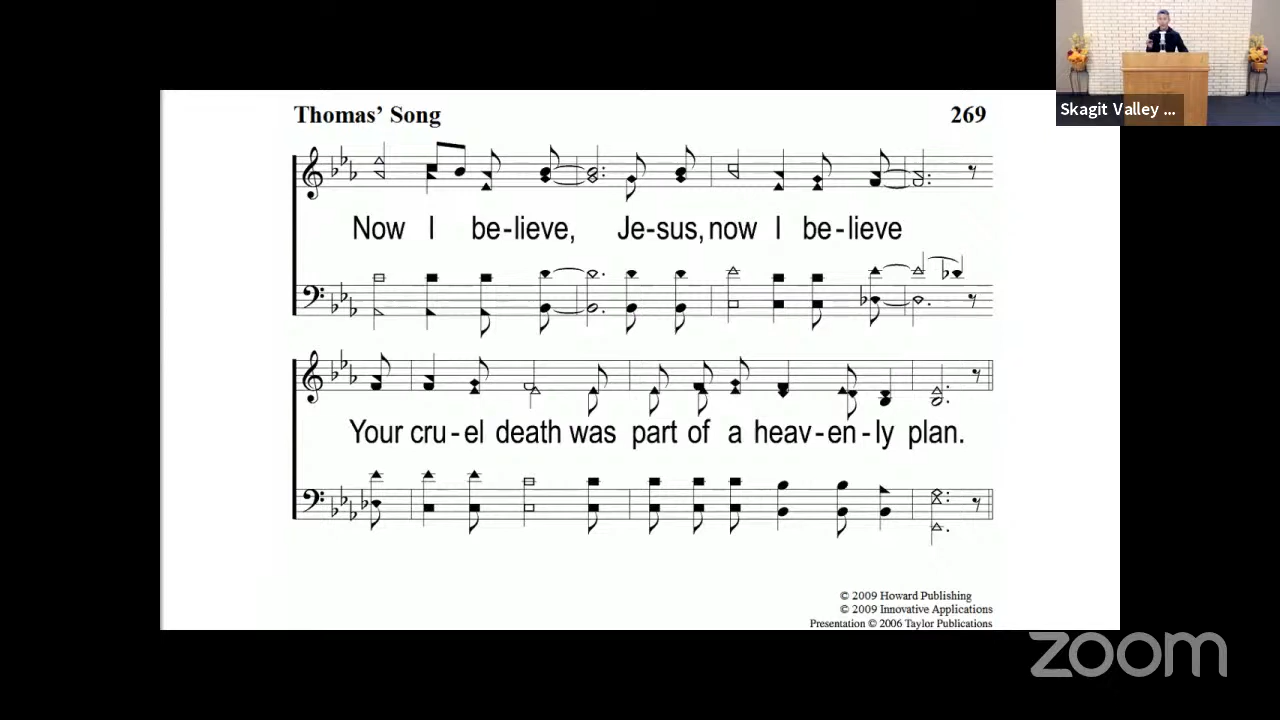 Thomas’ Song 269
Skagit Valley ...
Now I be-lieve, Je-sus, now I be-lieve
Your cru-el death was part of a heav-en-ly plan.
© 2009 Howard Publishing
© 2009 Innovative Applications
Presentation © 2006 Taylor Publications
zoom